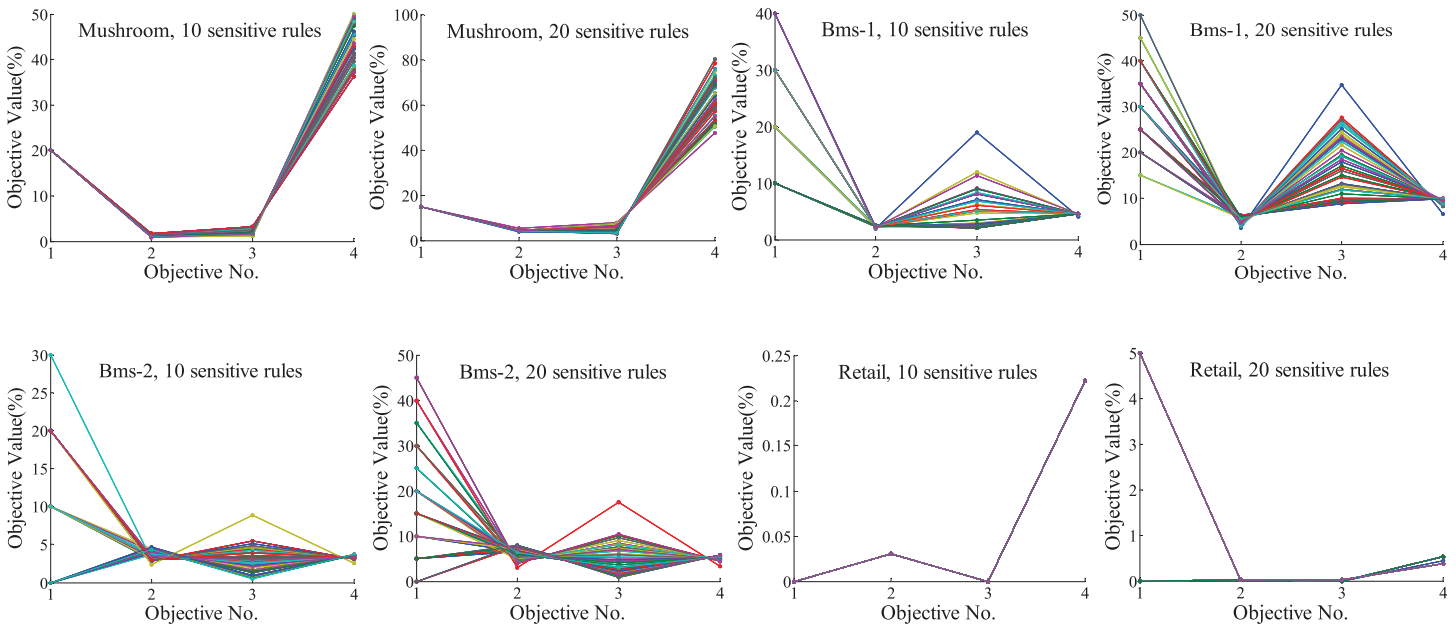 Mushroom, 10 sensitive rules
Objective Value(%)
50
40
30
20
10
0
1 2 3 4
Objective No.
Mushroom, 20 sensitive rules
Objective Value(%)
100
80
60
40
20
0
1 2 3 4
Objective No.
Bms-1, 10 sensitive rules
Objective Value(%)
40
30
20
10
0
1 2 3 4
Objective No.
Bms-1, 20 sensitive rules
Objective Value(%)
50
40
30
20
10
0
1 2 3 4
Objective No.
Bms-2, 10 sensitive rules
Objective Value(%)
30
25
20
15
10
5
0
1 2 3 4
Objective No.
Bms-2, 20 sensitive rules
Objective Value(%)
50
40
30
20
10
0
1 2 3 4
Objective No.
Retail, 10 sensitive rules
Objective Value(%)
0.25
0.2
0.15
0.1
0.05
0
1 2 3 4
Objective No.
Retail, 20 sensitive rules
Objective Value(%)
5
4
3
2
1
0
1 2 3 4
Objective No.